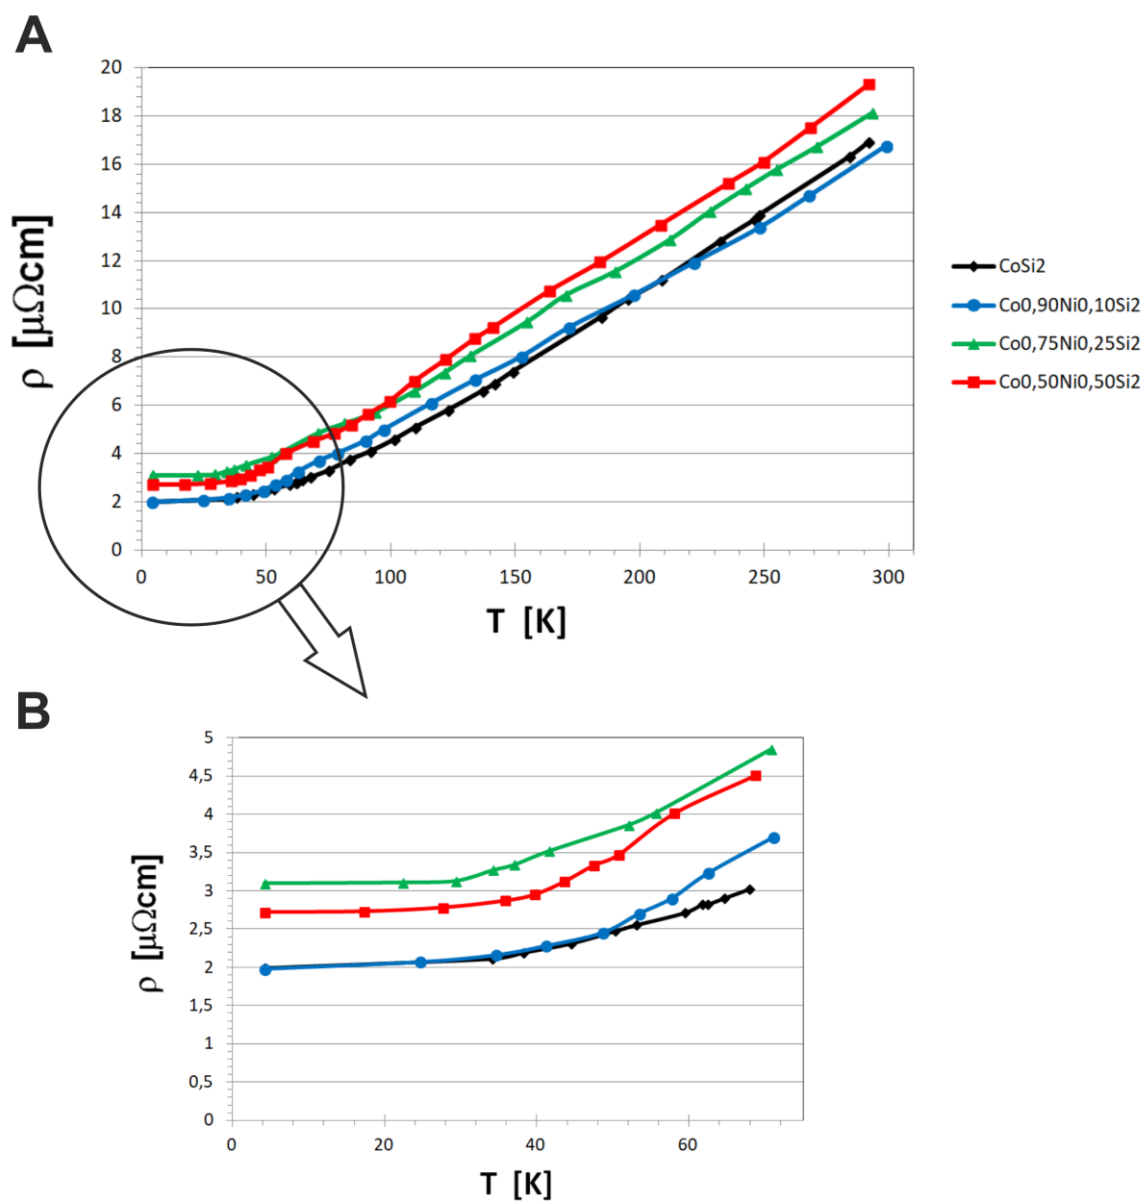 A
20
18
16
14
12
10
8
6
4
2
0
ρ [μΩcm]
0 50 100 150 200 250 300
T [K]
CoSi2
Co0,90Ni0,10Si2
Co0,75Ni0,25Si2
Co0,50Ni0,50Si2
B
5
4,5
4
3,5
3
2,5
2
1,5
1
0,5
0
ρ [μΩcm]
0 20 40 60
T [K]